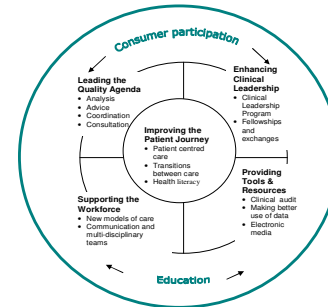 Consumer participation
Leading the
Quality Agenda
• Analysis
• Advice
• Coordination
• Consultation
Enhancing
Clinical
Leadership
• Clinical
Leadership
Program
• Fellowships
and
exchanges
Improving the
Patient Journey
• Patient centred
care
• Transitions
between care
• Health literacy
Supporting the
Workforce
• New models of care
• Communication and
multi-disciplinary
teams
Providing
Tools &
Resources
• Clinical audit
• Making better
use of data
• Electronic
media
Education